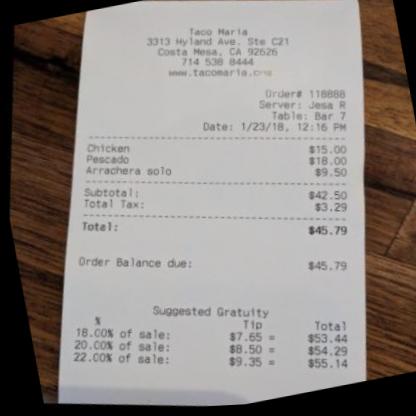 Taco Maria
3313 Hyland Ave. Ste C21
Costa Mesa, CA 92626
714 538 8444
www.tacomaria.com
Order# 118888
Server: Jesa R
Table: Bar 7
Date: 1/23/18, 12:16 PM
Chicken $15.00
Pescado $18.00
Arrachera solo $9.50
Subtotal: $42.50
Total Tax: $3.29
Total: $45.79
Order Balance due: $45.79
Suggested Gratuity
% Tip Total
18.00% of sale: $7.65 = $53.44
20.00% of sale: $8.50 = $54.29
22.00% of sale: $9.35 = $55.14